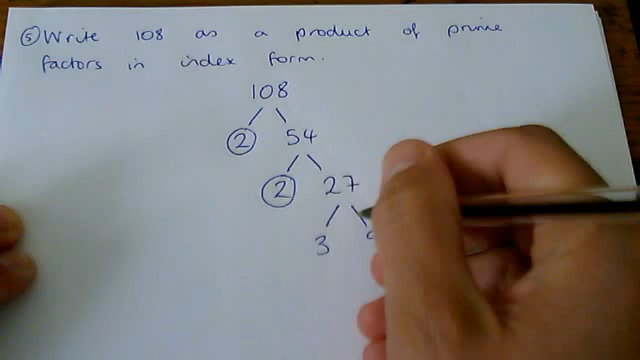 ⑤ Write 108 as a product of prime
factors in index form.
108
2 54
2 27
3